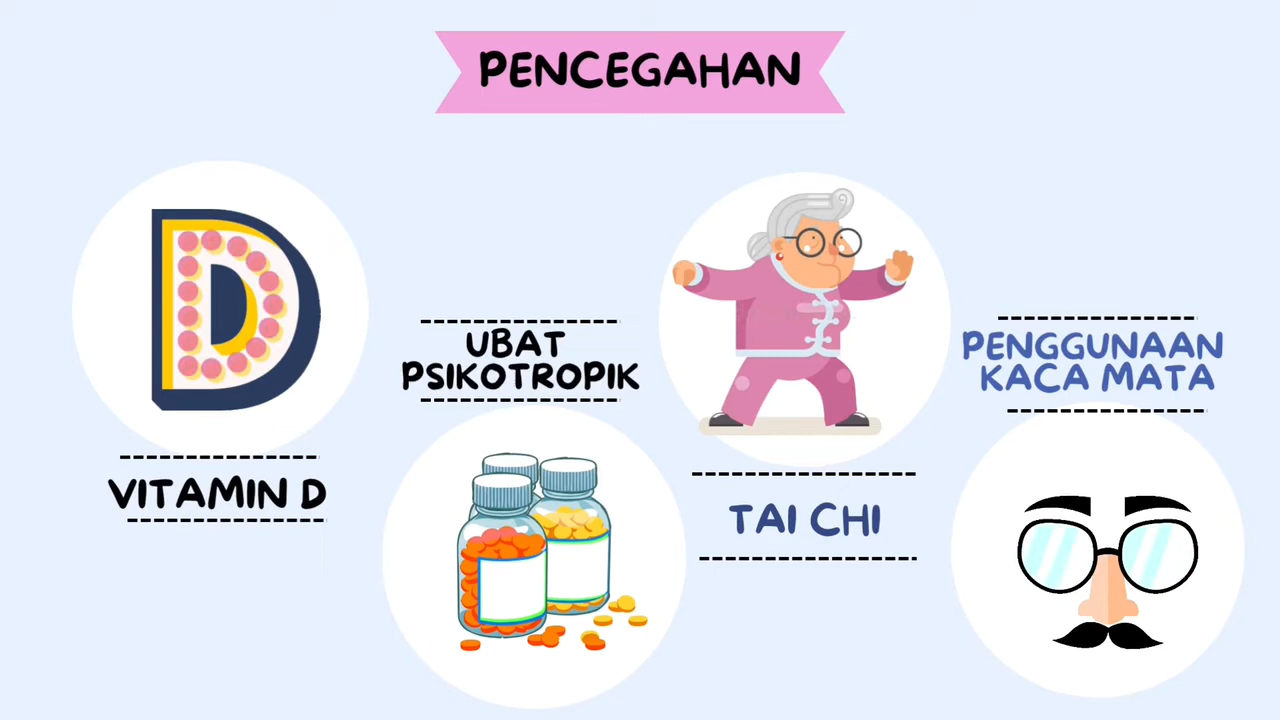 PENCEGAHAN
D
VITAMIN D
UBAT
PSIKOTROPIK
TAI CHI
PENGGUNAAN
KACA MATA